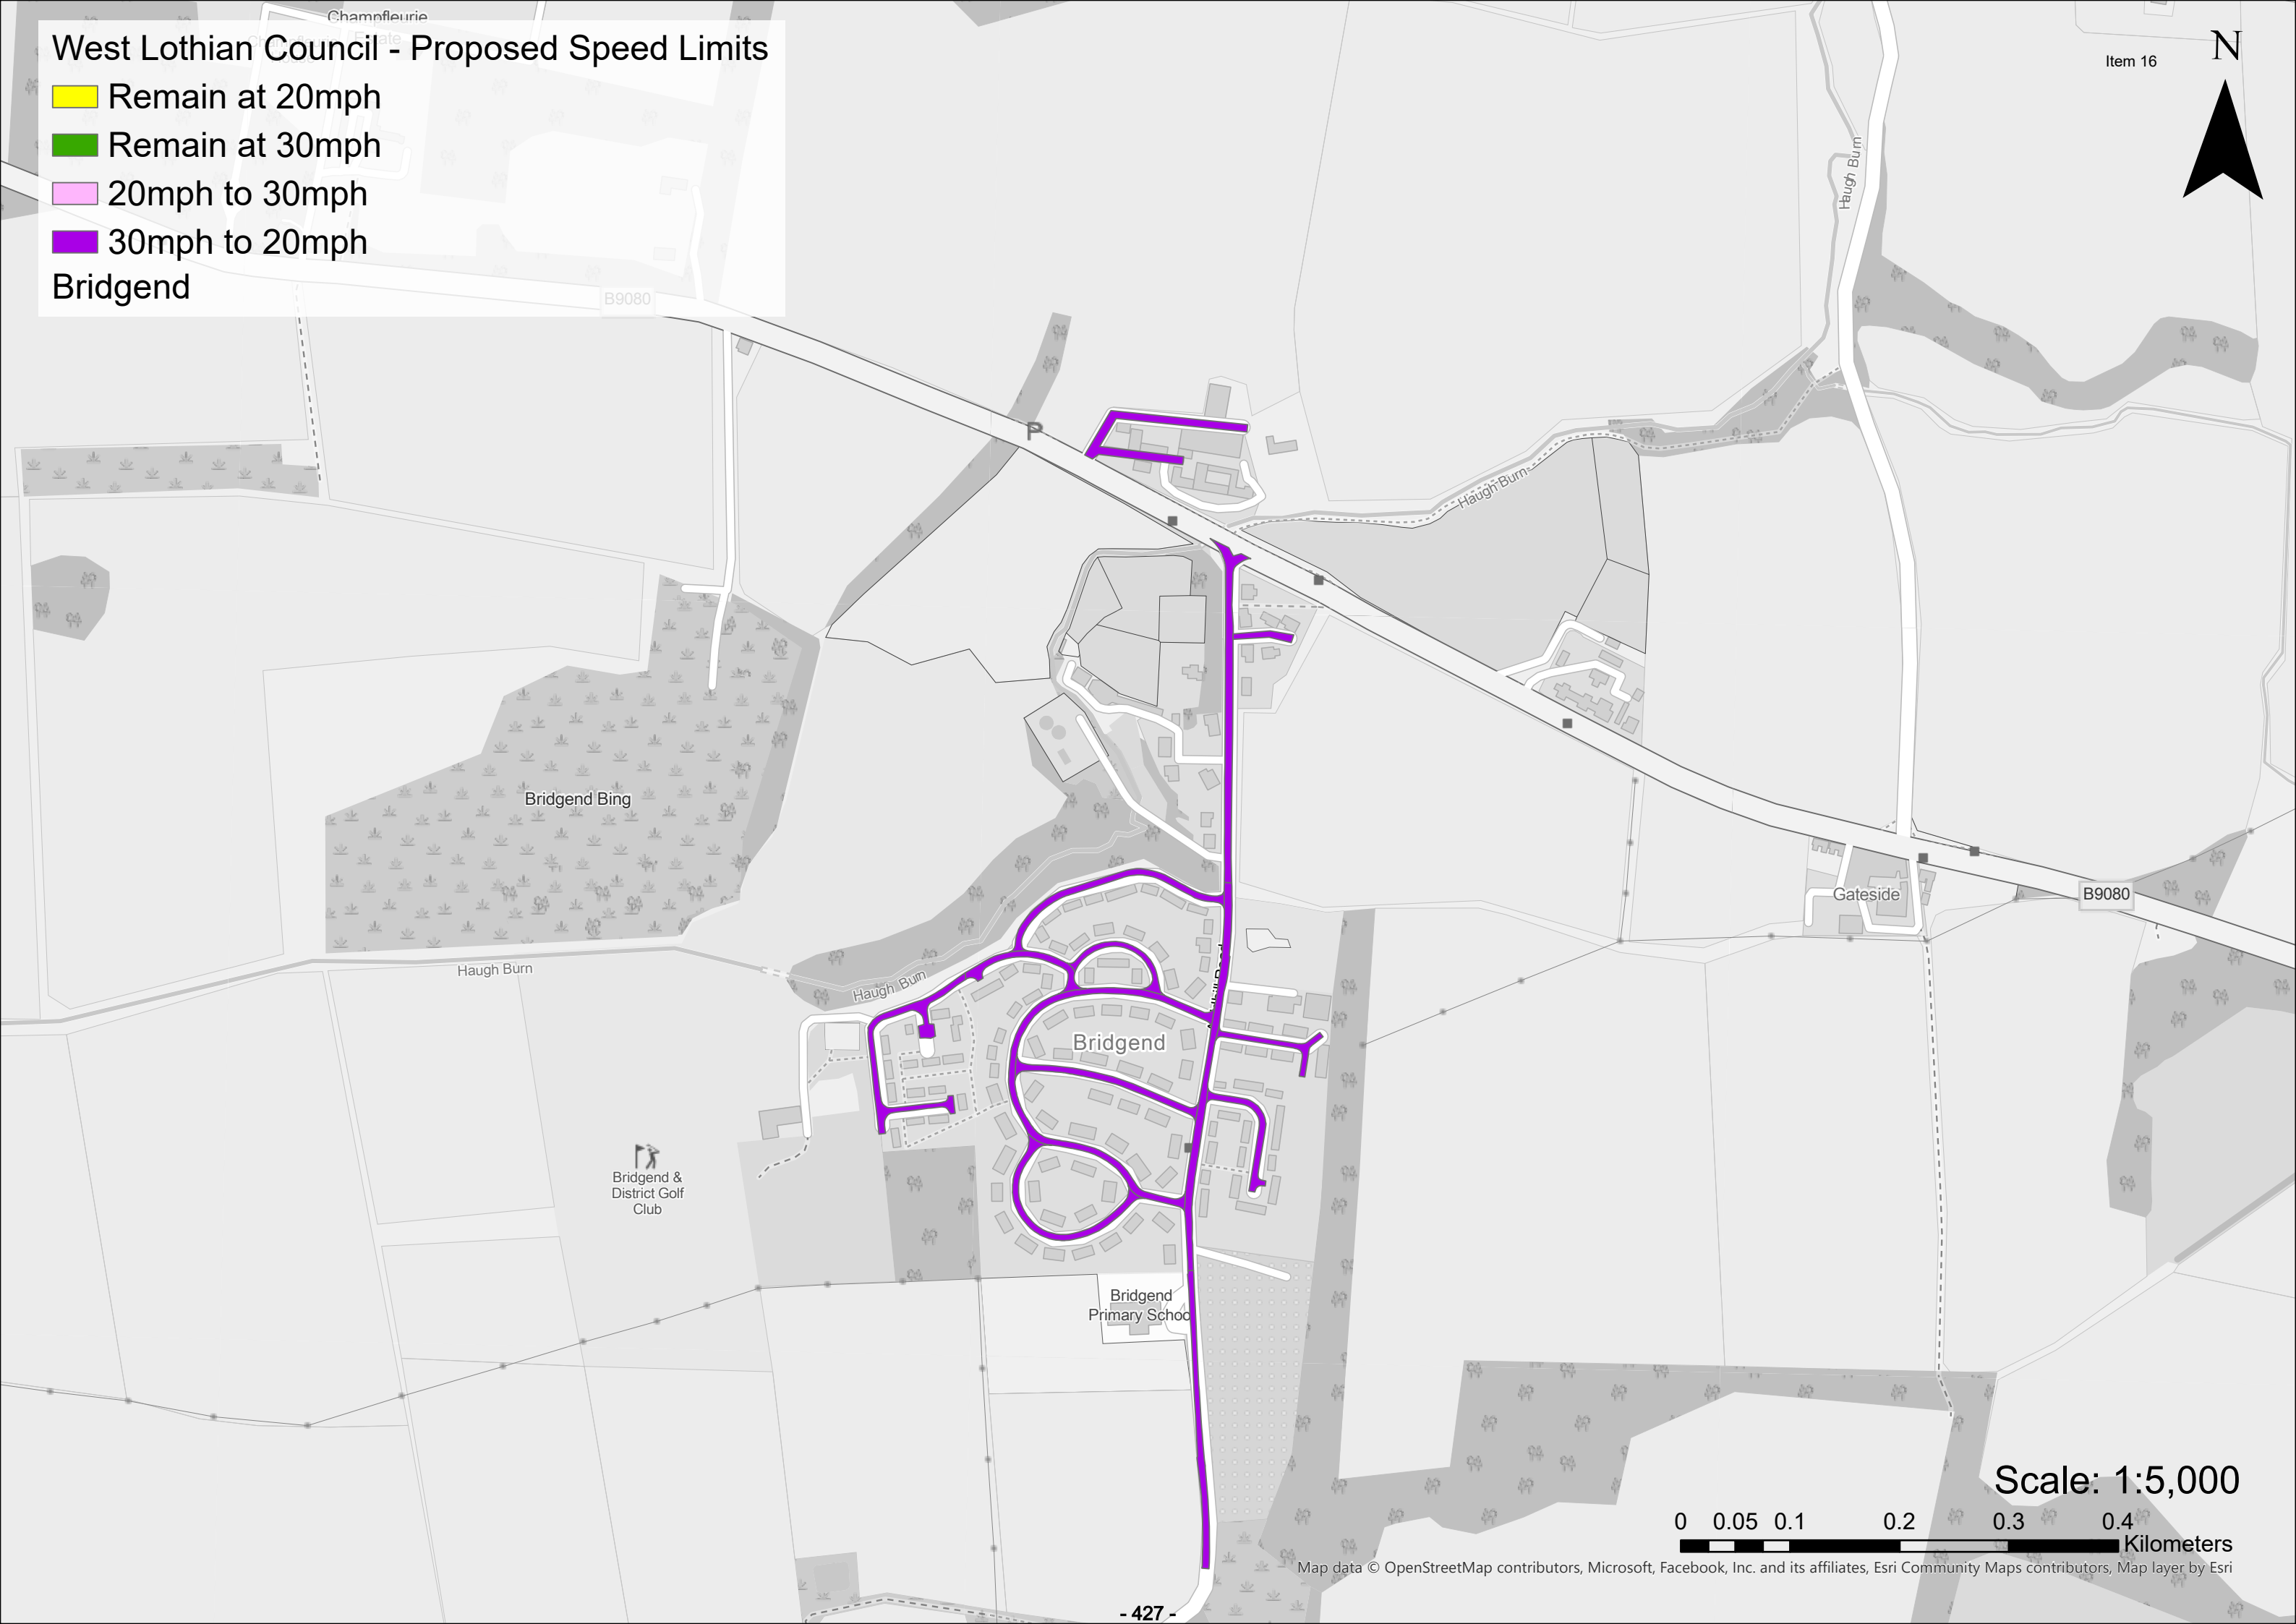 West Lothian Council - Proposed Speed Limits
Remain at 20mph
Remain at 30mph
20mph to 30mph
30mph to 20mph
Bridgend
Champfleurie
Estate
Item 16
N
B9080
P
Haugh Burn
Haugh Burn
Bridgend Bing
Haugh Burn
Haugh Burn
Bridgend
Gateside
B9080
Bridgend &
District Golf
Club
Bridgend
Primary Schoo
Scale: 1:5,000
0 0.05 0.1 0.2 0.3 0.4
Kilometers
Map data © OpenStreetMap contributors, Microsoft, Facebook, Inc. and its affiliates, Esri Community Maps contributors, Map layer by Esri
- 427 -